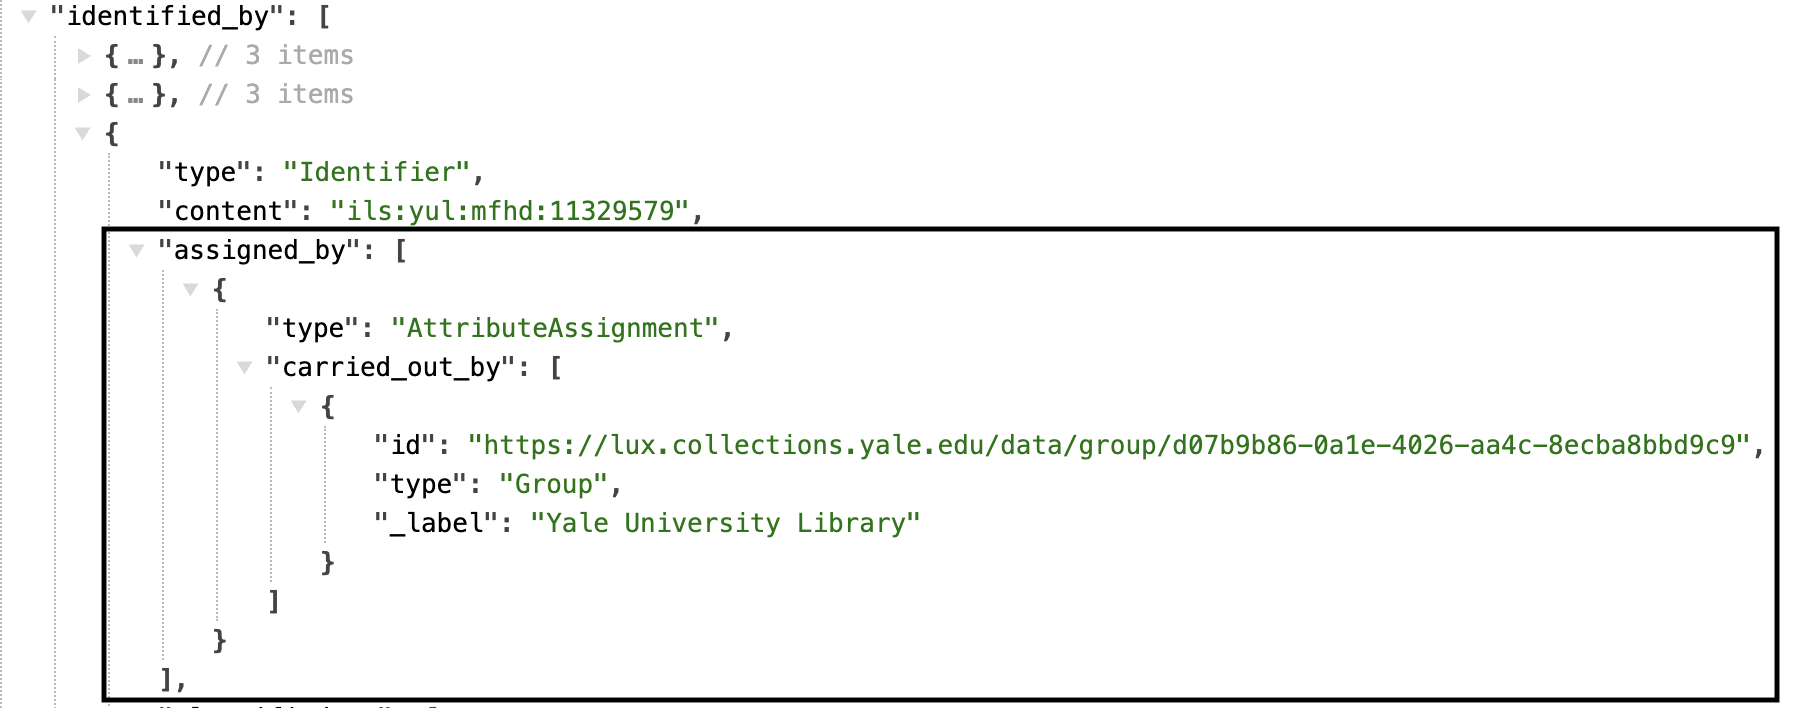 "identified_by": [
{ … }, // 3 items
{ … }, // 3 items
{
"type": "Identifier",
"content": "ils:yul:mfhd:11329579",
"assigned_by": [
{
"type": "AttributeAssignment",
"carried_out_by": [
{
"id": "https://lux.collections.yale.edu/data/group/d07b9b86-0a1e-4026-aa4c-8ecba8bbd9c9",
"type": "Group",
"_label": "Yale University Library"
}
]
}
],